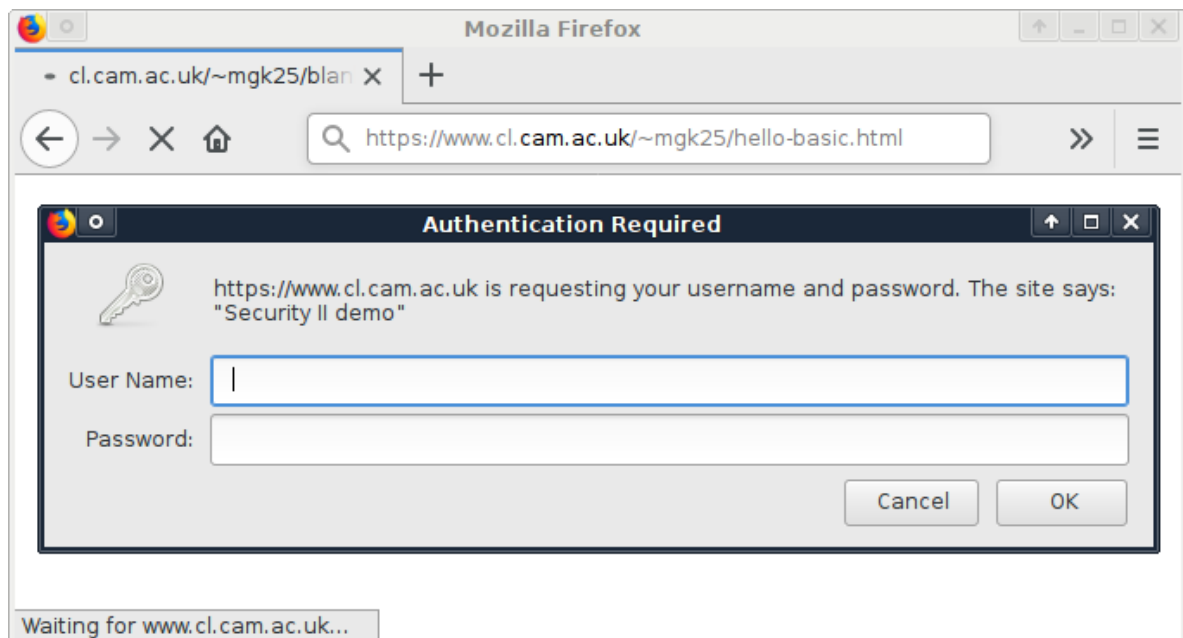 Mozilla Firefox
cl.cam.ac.uk/~mgk25/blan
https://www.cl.cam.ac.uk/~mgk25/hello-basic.html
Authentication Required
https://www.cl.cam.ac.uk is requesting your username and password. The site says:
"Security II demo"
User Name:
Password:
Cancel OK
Waiting for www.cl.cam.ac.uk...